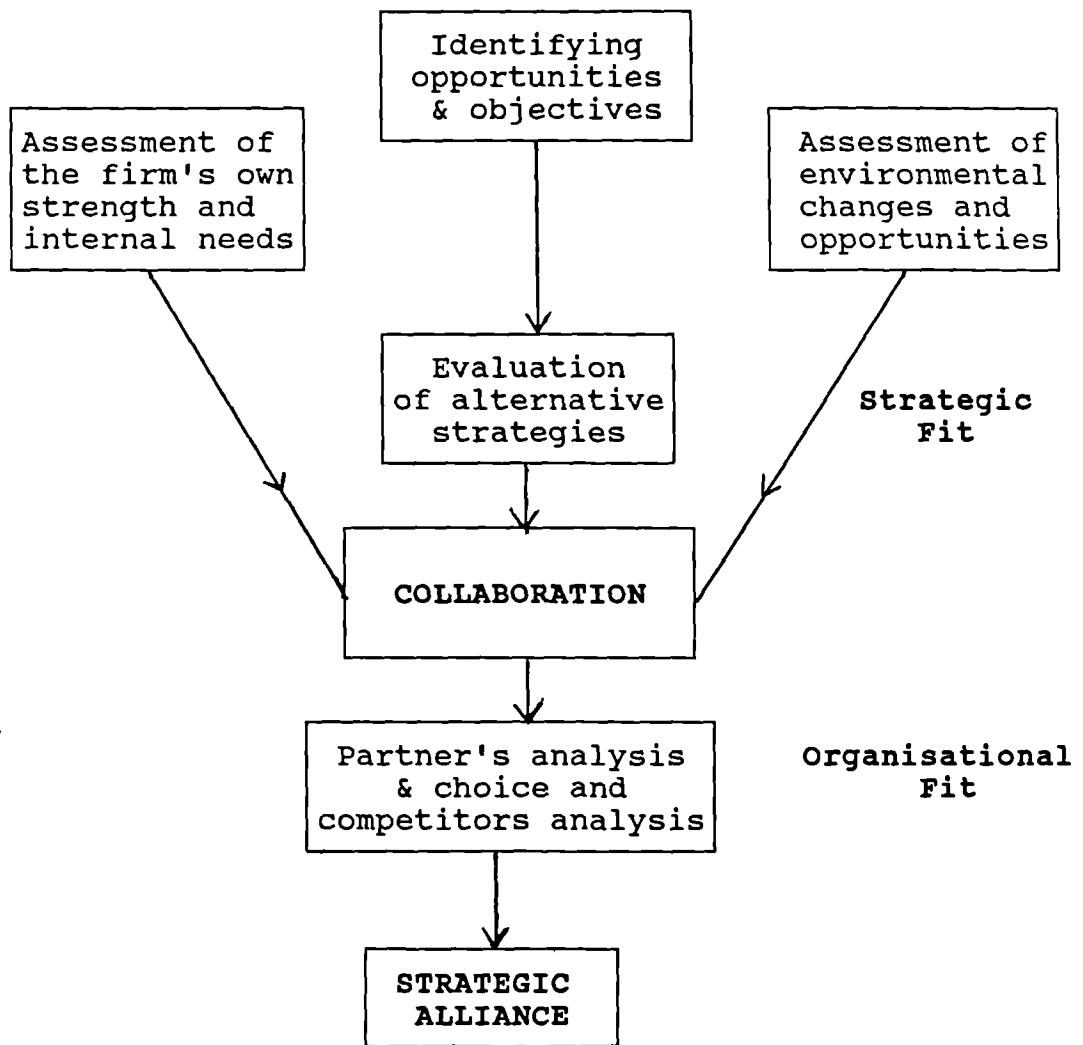 Identifying
opportunities
& objectives
Assessment of
the firm's own
strength and
internal needs
Assessment of
environmental
changes and
opportunities
Evaluation
of alternative
strategies
Strategic
Fit
COLLABORATION
Partner's analysis
& choice and
competitors analysis
Organisational
Fit
STRATEGIC
ALLIANCE